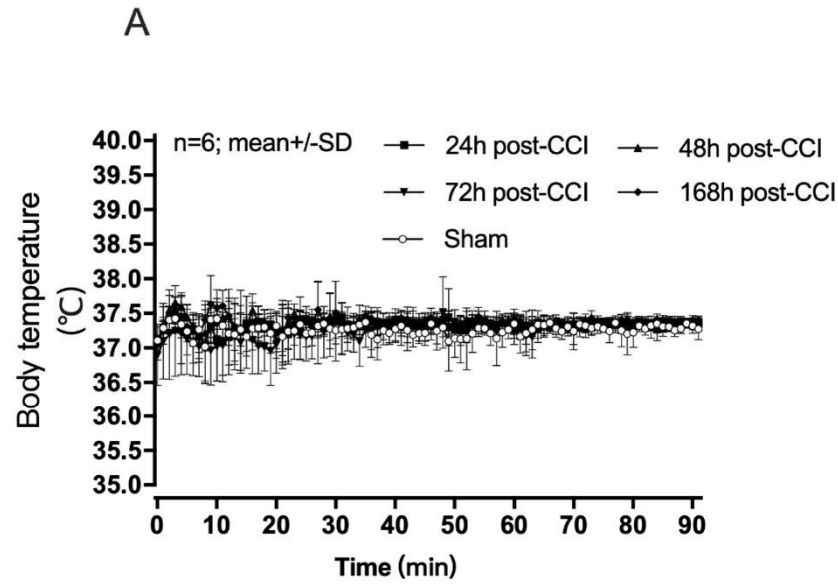 A
n=6; mean+/-SD
24h post-CCI
48h post-CCI
72h post-CCI
168h post-CCI
Sham
Body temperature
(℃)
40.0
39.5
39.0
38.5
38.0
37.5
37.0
36.5
36.0
35.5
35.0
0 10 20 30 40 50 60 70 80 90
Time (min)